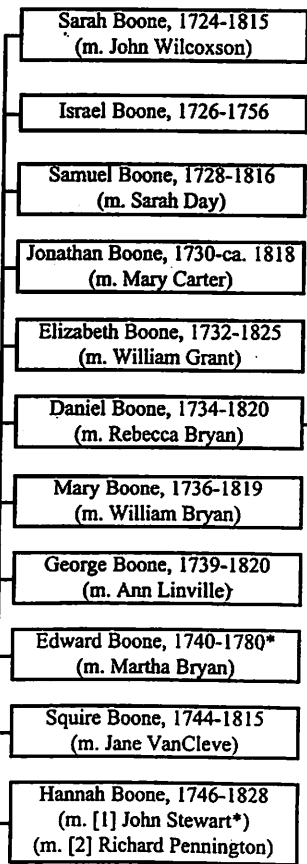 Sarah Boone, 1724-1815
(m. John Wilcoxson)
Israel Boone, 1726-1756
Samuel Boone, 1728-1816
(m. Sarah Day)
Jonathan Boone, 1730-ca. 1818
(m. Mary Carter)
Elizabeth Boone, 1732-1825
(m. William Grant)
Daniel Boone, 1734-1820
(m. Rebecca Bryan)
Mary Boone, 1736-1819
(m. William Bryan)
George Boone, 1739-1820
(m. Ann Linville)
Edward Boone, 1740-1780*
(m. Martha Bryan)
Squire Boone, 1744-1815
(m. Jane VanCleve)
Hannah Boone, 1746-1828
(m. [1] John Stewart*)
(m. [2] Richard Pennington)